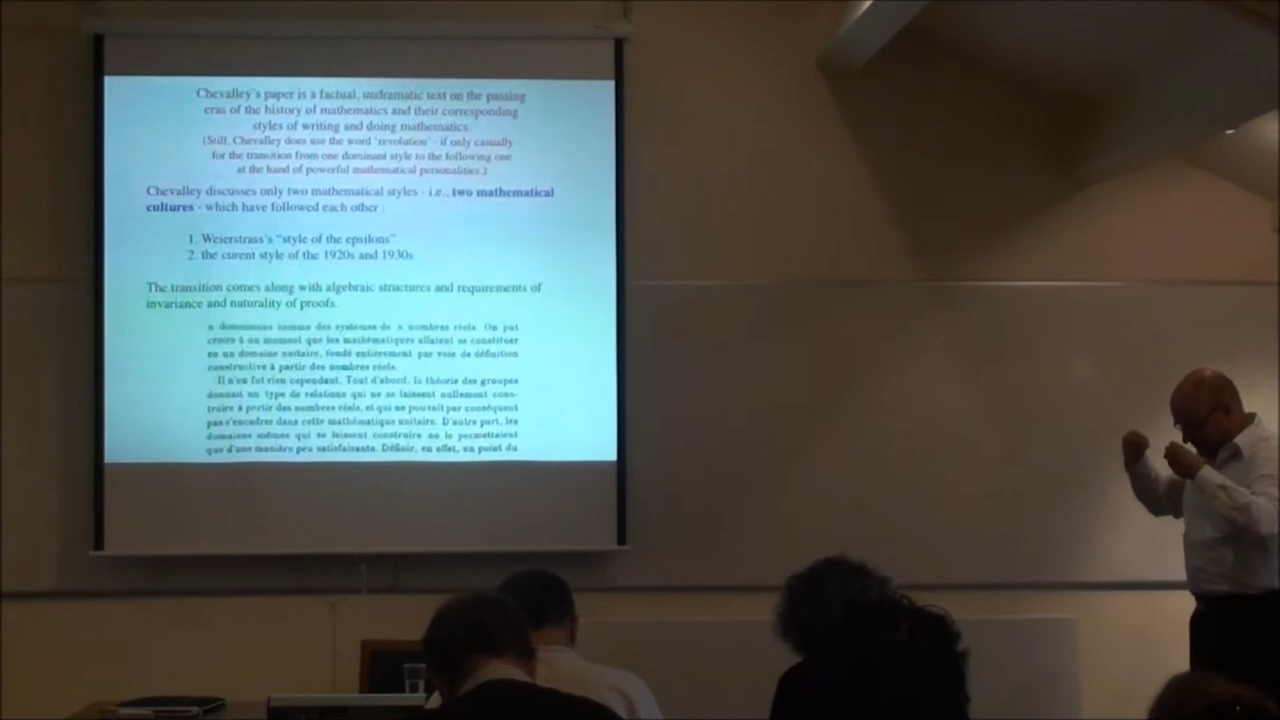 Chevalley's paper is a factual, undramatic text on the passing
eras of the history of mathematics and their corresponding
styles of writing and doing mathematics.
(Still, Chevalley does use the word 'revolution' - if only casually
for the transition from one dominant style to the following one
at the hand of powerful mathematical personalities.)
Chevalley discusses only two mathematical styles - i.e., two mathematical
cultures - which have followed each other :
1. Weierstrass's "style of the epsilons"
2. the curent style of the 1920s and 1930s.
The transition comes along with algebraic structures and requirements of
invariance and naturality of proofs.
n dimensions comme des systèmes de n nombres réels. On put
croire à un moment que les mathématiques allaient se constituer
en un domaine unitaire, fondé entièrement par voie de définition
constructive à partir des nombres réels.
Il n'en fut rien cependant. Tout d'abord, la théorie des groupes
donnait un type de relations qui ne se laissent nullement cons-
truire à partir des nombres réels, et qui ne pouvait par conséquent
pas s'encadrer dans cette mathématique unitaire. D'autre part, les
domaines mêmes qui se laissent construire ne le permettaient
que d'une manière peu satisfaisante. Définir, en effet, un point du